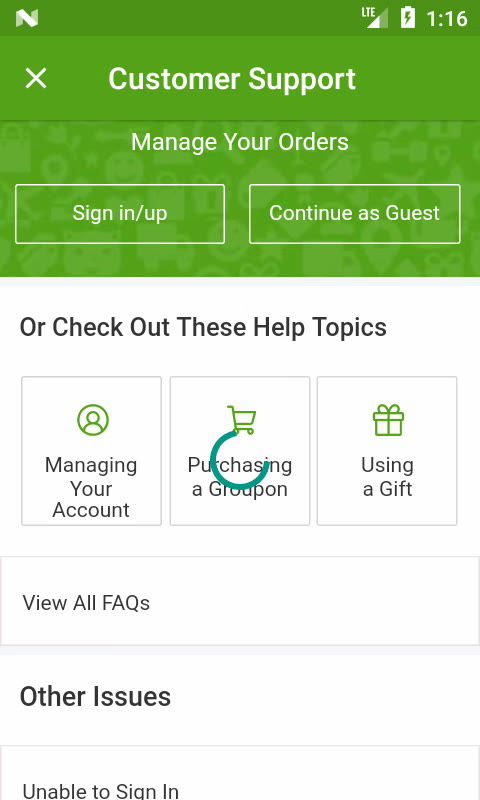 LTE 1:16
Customer Support
Manage Your Orders
Sign in/up
Continue as Guest
Or Check Out These Help Topics
Managing
Your
Account
Purchasing
a Groupon
Using
a Gift
View All FAQs
Other Issues
Unable to Sign In